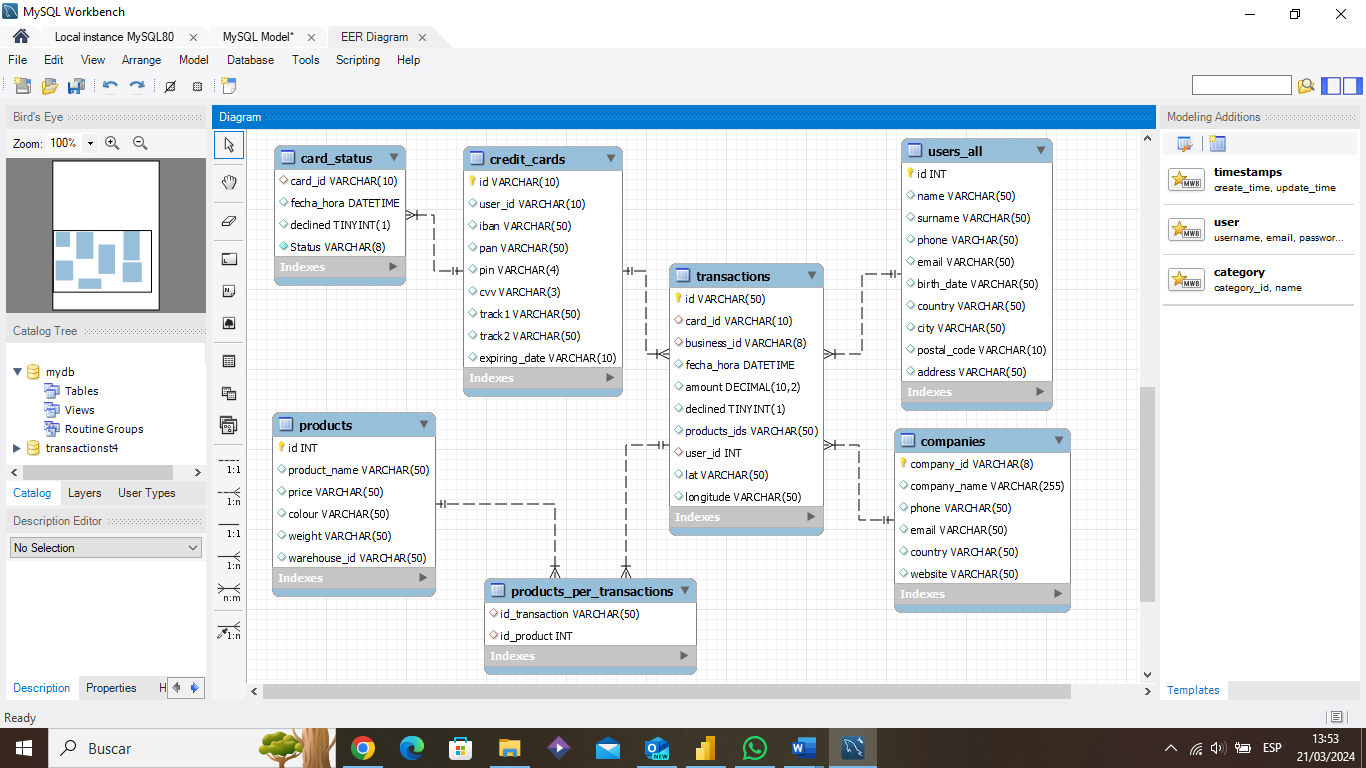 MySQL Workbench
Local instance MySQL80
MySQL Model*
EER Diagram
File Edit View Arrange Model Database Tools Scripting Help
Bird's Eye
Zoom: 100%
Catalog Tree
mydb
Tables
Views
Routine Groups
transactionst4
Catalog Layers User Types
Description Editor
No Selection
Description Properties H
Ready
1:1
1:n
1:1
1:n
n:m
1:n
Diagram
card_status
card_id VARCHAR(10)
fecha_hora DATETIME
declined TINYINT(1)
Status VARCHAR(8)
Indexes
credit_cards
id VARCHAR(10)
user_id VARCHAR(10)
iban VARCHAR(50)
pan VARCHAR(50)
pin VARCHAR(4)
cvv VARCHAR(3)
track1 VARCHAR(50)
track2 VARCHAR(50)
expiring_date VARCHAR(10)
Indexes
transactions
id VARCHAR(50)
card_id VARCHAR(10)
business_id VARCHAR(8)
fecha_hora DATETIME
amount DECIMAL(10,2)
declined TINYINT(1)
products_ids VARCHAR(50)
user_id INT
lat VARCHAR(50)
longitude VARCHAR(50)
Indexes
users_all
id INT
name VARCHAR(50)
surname VARCHAR(50)
phone VARCHAR(50)
email VARCHAR(50)
birth_date VARCHAR(50)
country VARCHAR(50)
city VARCHAR(50)
postal_code VARCHAR(10)
address VARCHAR(50)
Indexes
products
id INT
product_name VARCHAR(50)
price VARCHAR(50)
colour VARCHAR(50)
weight VARCHAR(50)
warehouse_id VARCHAR(50)
Indexes
companies
company_id VARCHAR(8)
company_name VARCHAR(255)
phone VARCHAR(50)
email VARCHAR(50)
country VARCHAR(50)
website VARCHAR(50)
Indexes
products_per_transactions
id_transaction VARCHAR(50)
id_product INT
Indexes
Modeling Additions
MWB
timestamps
create_time, update_time
MWB
user
username, email, passwor...
MWB
category
category_id, name
Templates
Buscar
NEW
W
ESP
13:53
21/03/2024